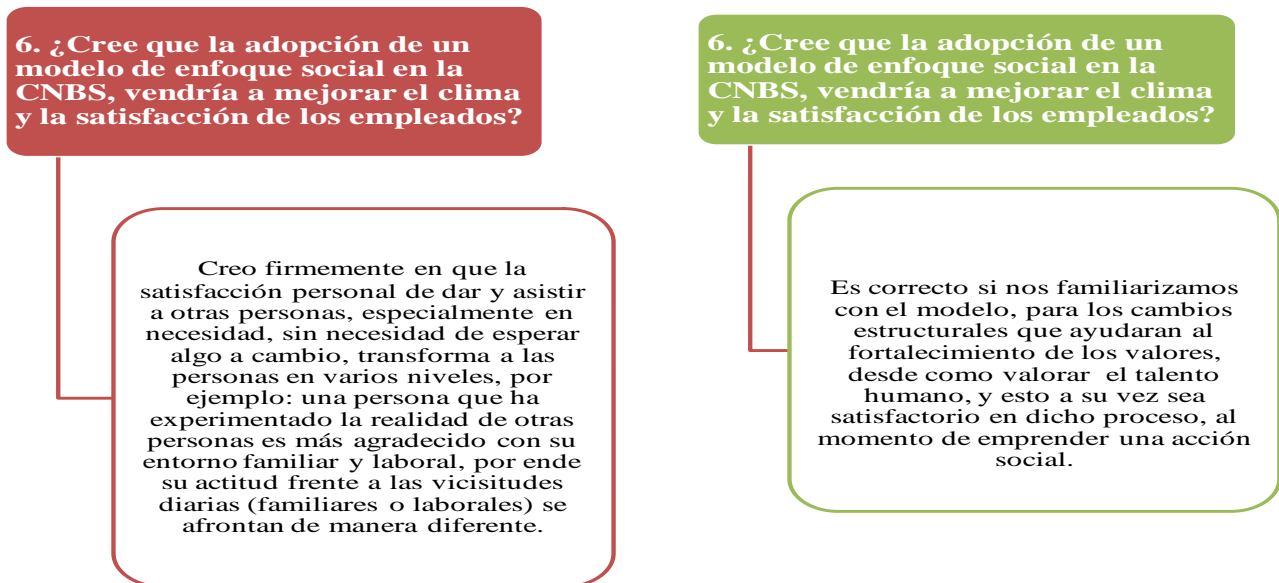 6. ¿Cree que la adopción de un
modelo de enfoque social en la
CNBS, vendría a mejorar el clima
y la satisfacción de los empleados?
Creo firmemente en que la
satisfacción personal de dar y asistir
a otras personas, especialmente en
necesidad, sin necesidad de esperar
algo a cambio, transforma a las
personas en varios niveles, por
ejemplo: una persona que ha
experimentado la realidad de otras
personas es más agradecido con su
entorno familiar y laboral, por ende
su actitud frente a las vicisitudes
diarias (familiares o laborales) se
afrontan de manera diferente.
6. ¿Cree que la adopción de un
modelo de enfoque social en la
CNBS, vendría a mejorar el clima
y la satisfacción de los empleados?
Es correcto si nos familiarizamos
con el modelo, para los cambios
estructurales que ayudaran al
fortalecimiento de los valores,
desde como valorar el talento
humano, y esto a su vez sea
satisfactorio en dicho proceso, al
momento de emprender una acción
social.